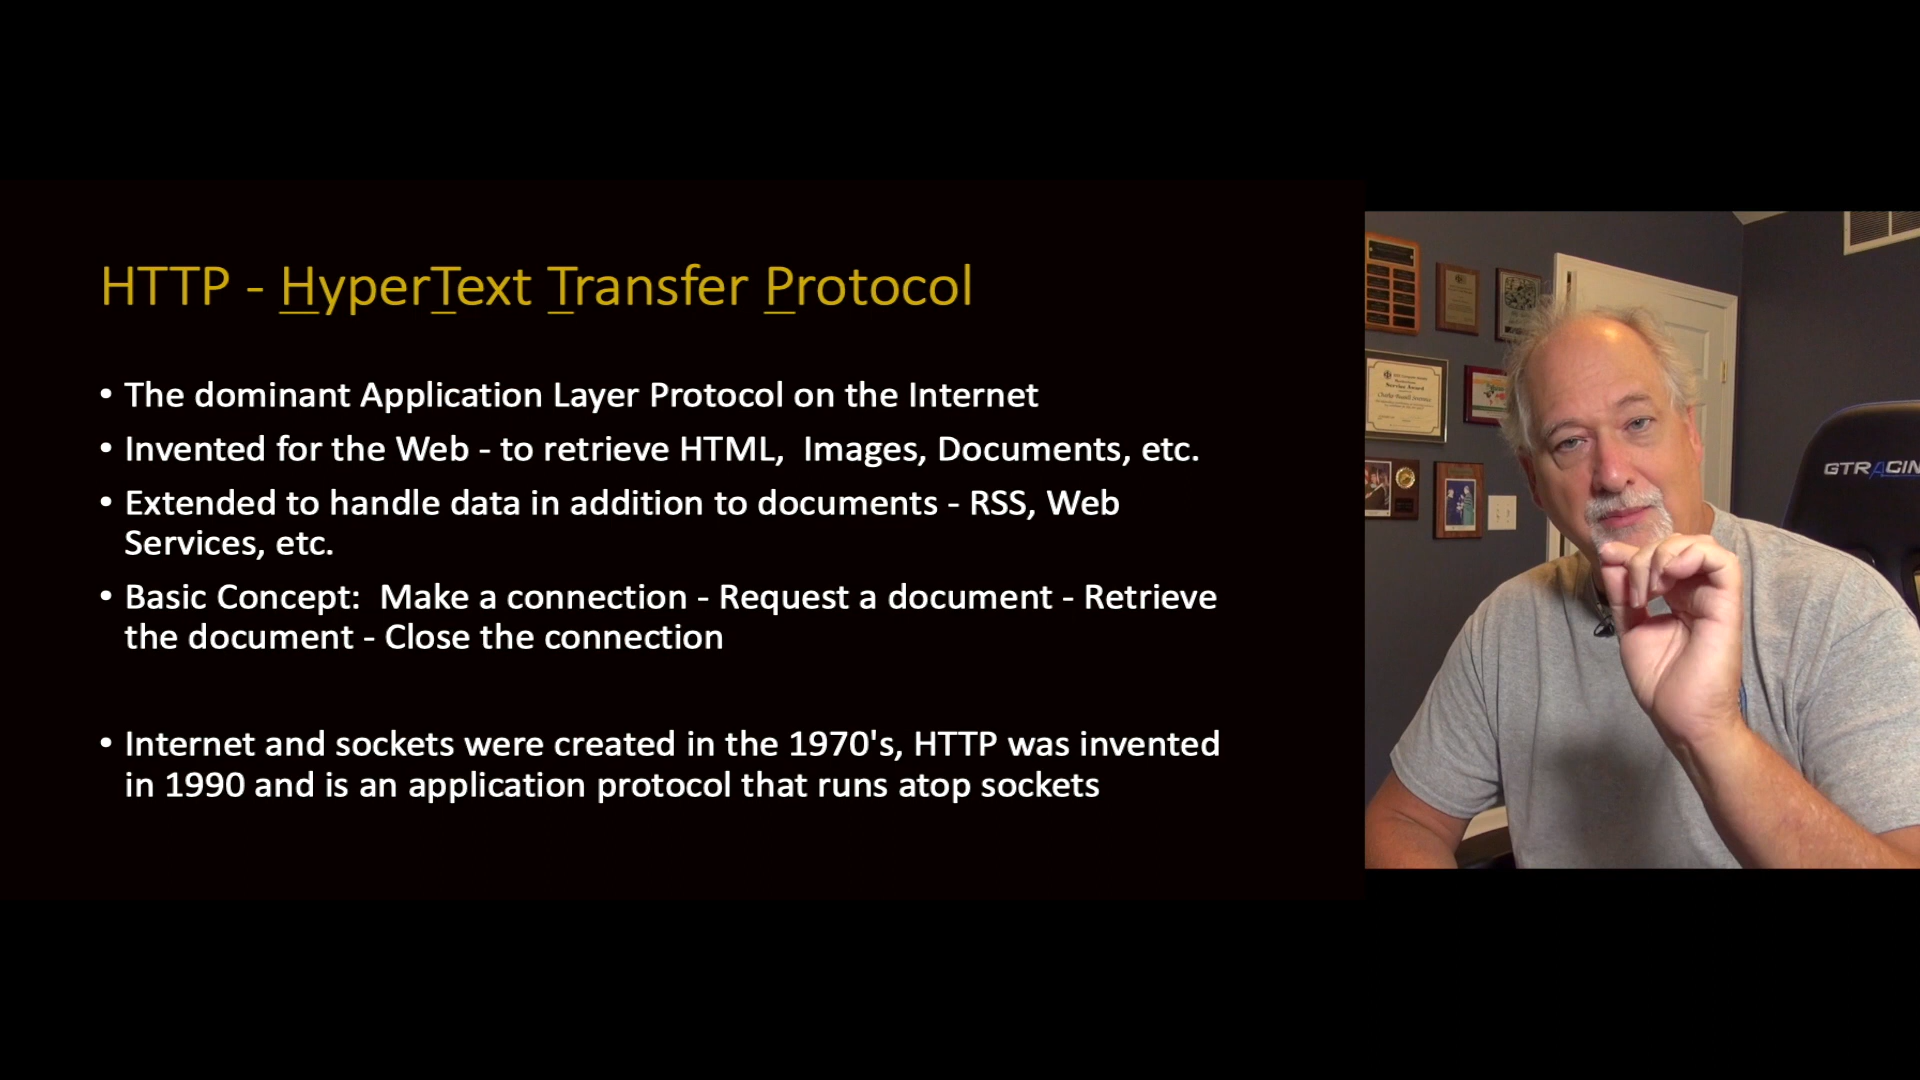 HTTP - HyperText Transfer Protocol
• The dominant Application Layer Protocol on the Internet
• Invented for the Web - to retrieve HTML,  Images, Documents, etc.
• Extended to handle data in addition to documents - RSS, Web
Services, etc.
• Basic Concept:  Make a connection - Request a document - Retrieve
the document - Close the connection
• Internet and sockets were created in the 1970's, HTTP was invented
in 1990 and is an application protocol that runs atop sockets
Service Award
GTRACIN